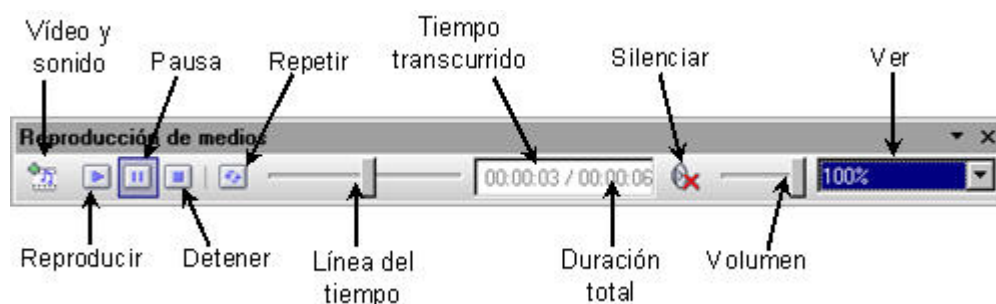 Vídeo y
sonido
Pausa
Repetir
Tiempo
transcurrido
Silenciar
Ver
Reproducción de medios
00:00:03 / 00:00:06
100%
Reproducir
Detener
Línea del
tiempo
Duración
total
Volumen